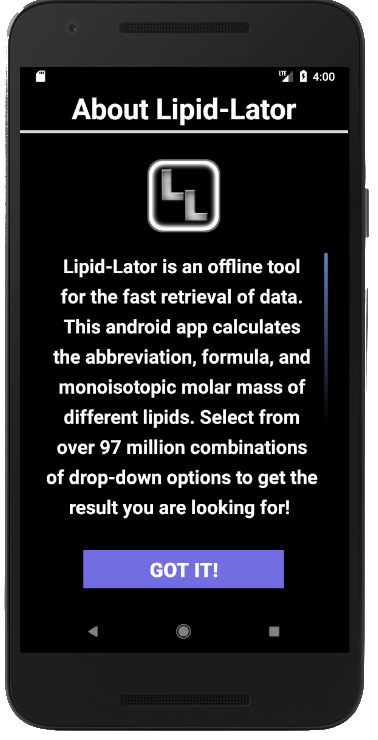 LTE 4:00
About Lipid-Lator
LL
Lipid-Lator is an offline tool
for the fast retrieval of data.
This android app calculates
the abbreviation, formula, and
monoisotopic molar mass of
different lipids. Select from
over 97 million combinations
of drop-down options to get the
result you are looking for!
GOT IT!